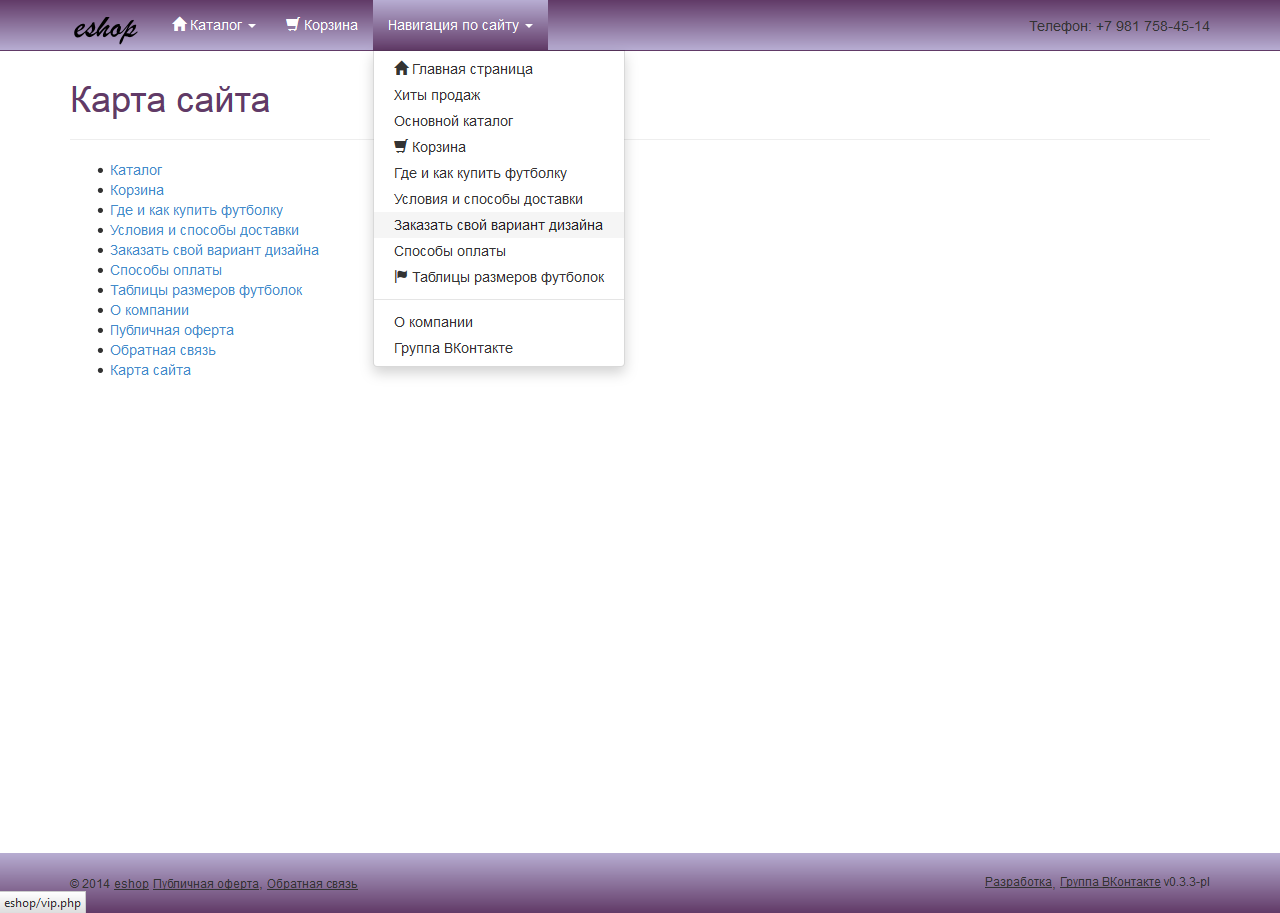 eshop Каталог Корзина Навигация по сайту Телефон: +7 981 758-45-14
Главная страница
Хиты продаж
Основной каталог
Корзина
Где и как купить футболку
Условия и способы доставки
Заказать свой вариант дизайна
Способы оплаты
Таблицы размеров футболок
О компании
Группа ВКонтакте
Карта сайта
Каталог
Корзина
Где и как купить футболку
Условия и способы доставки
Заказать свой вариант дизайна
Способы оплаты
Таблицы размеров футболок
О компании
Публичная оферта
Обратная связь
Карта сайта
© 2014 eshop Публичная оферта, Обратная связь Разработка, Группа ВКонтакте v0.3.3-pl
eshop/vip.php